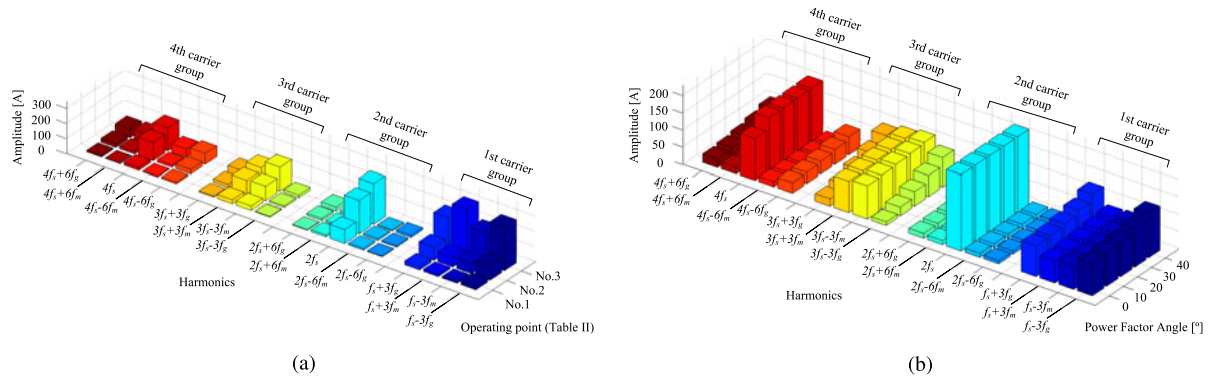 4th carrier
group
3rd carrier
group
2nd carrier
group
1st carrier
group
Amplitude [A]
300
200
100
0
4fs+6fg
4fs+6fm
4fs
4fs-6fm
4fs-6fg
3fs+3fg
3fs+3fm
3fs-3fm
3fs-3fg
2fs+6fg
2fs+6fm
2fs
2fs-6fm
2fs-6fg
fs+3fg
fs+3fm
fs-3fm
fs-3fg
No.3
No.2
No.1
Harmonics
Operating point (Table II)
(a)
4th carrier
group
3rd carrier
group
2nd carrier
group
1st carrier
group
Amplitude [A]
200
150
100
50
0
4fs+6fg
4fs+6fm
4fs
4fs-6fm
4fs-6fg
3fs+3fg
3fs+3fm
3fs-3fm
3fs-3fg
2fs+6fg
2fs+6fm
2fs
2fs-6fm
2fs-6fg
fs+3fg
fs+3fm
fs-3fm
fs-3fg
40
30
20
10
0
Harmonics
Power Factor Angle [º]
(b)